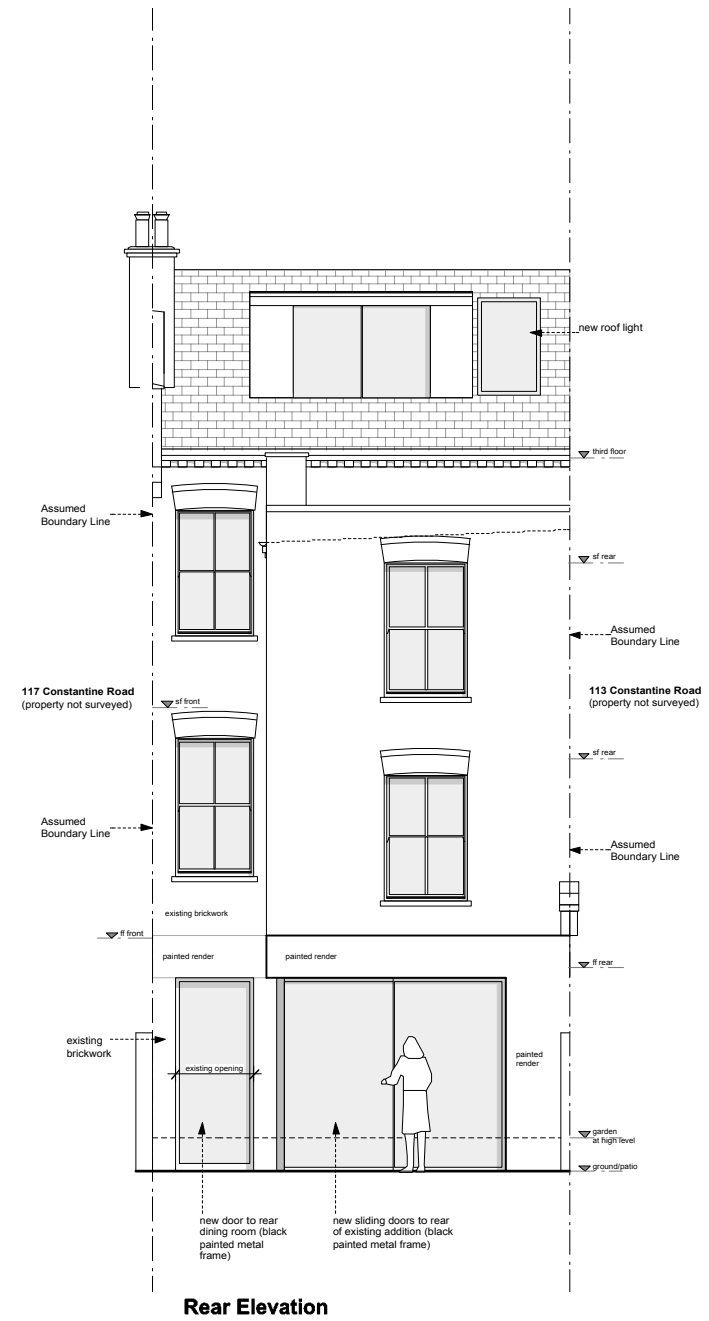 new roof light
third floor
Assumed
Boundary Line
sf rear
Assumed
Boundary Line
117 Constantine Road
(property not surveyed)
113 Constantine Road
(property not surveyed)
sf front
sf rear
Assumed
Boundary Line
Assumed
Boundary Line
existing brickwork
ff front
painted render
painted render
ff rear
existing
brickwork
painted
render
existing opening
garden
at high level
ground/patio
new door to rear
dining room (black
painted metal
frame)
new sliding doors to rear
of existing addition (black
painted metal frame)
Rear Elevation